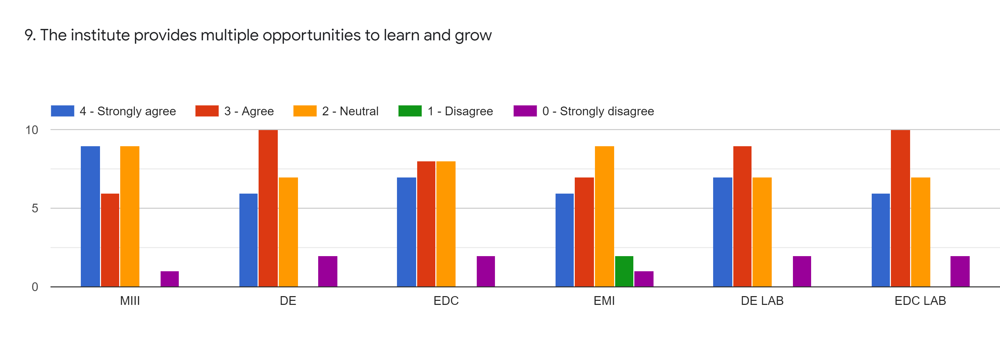 9. The institute provides multiple opportunities to learn and grow
4 - Strongly agree 3 - Agree 2 - Neutral 1 - Disagree 0 - Strongly disagree
10
5
0
MIII DE EDC EMI DE LAB EDC LAB